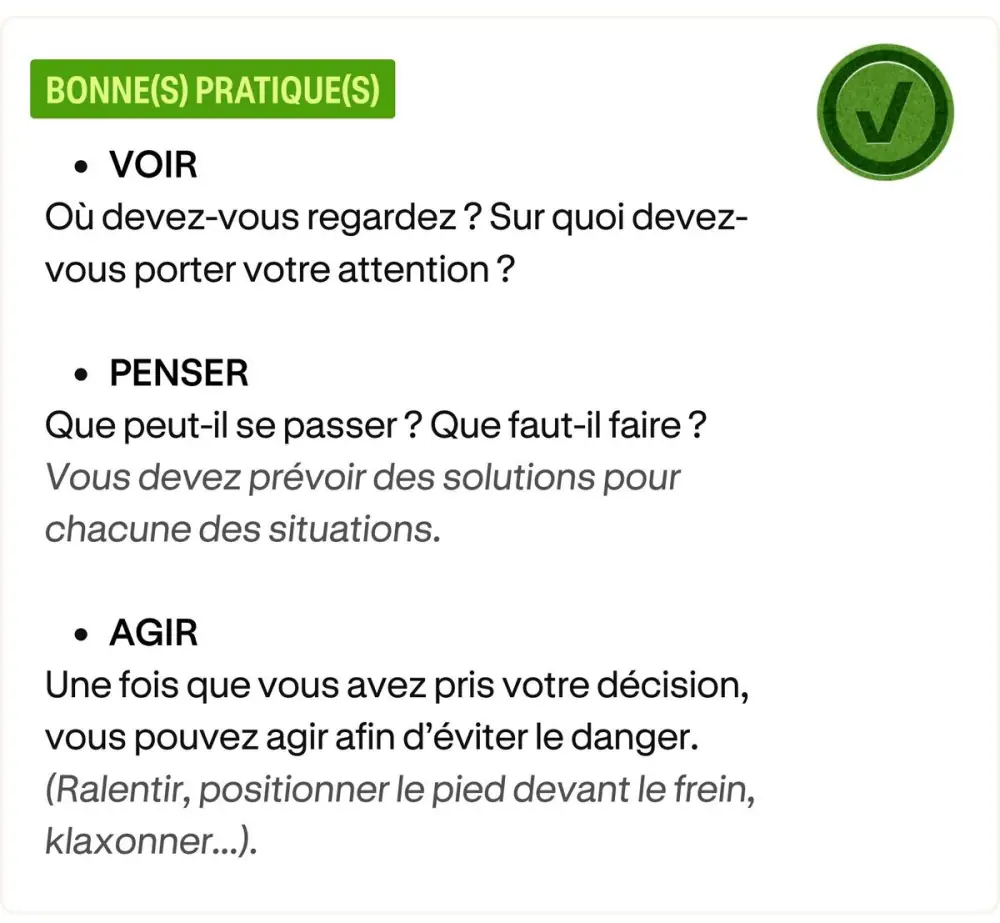 BONNE(S) PRATIQUE(S)
• VOIR
Où devez-vous regardez ? Sur quoi devez-
vous porter votre attention ?
• PENSER
Que peut-il se passer ? Que faut-il faire ?
Vous devez prévoir des solutions pour
chacune des situations.
• AGIR
Une fois que vous avez pris votre décision,
vous pouvez agir afin d’éviter le danger.
(Ralentir, positionner le pied devant le frein,
klaxonner...).